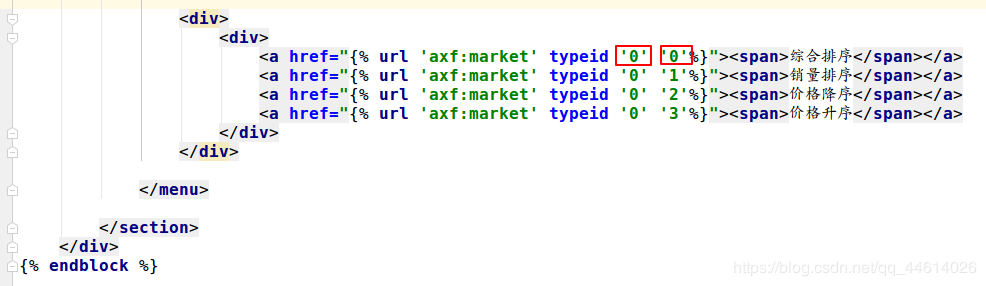 <div>
<div>
<a href="{% url 'axf:market' typeid '0' '0'%}"><span>综合排序</span></a>
<a href="{% url 'axf:market' typeid '0' '1'%}"><span>销量排序</span></a>
<a href="{% url 'axf:market' typeid '0' '2'%}"><span>价格降序</span></a>
<a href="{% url 'axf:market' typeid '0' '3'%}"><span>价格升序</span></a>
</div>
</div>
</menu>
</section>
</div>
{% endblock %}
https://blog.csdn.net/qq_44614026